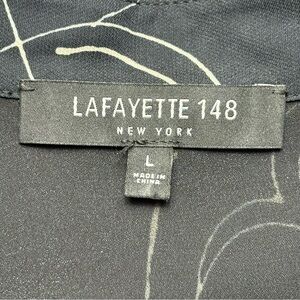 LAFAYETTE 148
NEW YORK
L
MADE IN
CHINA